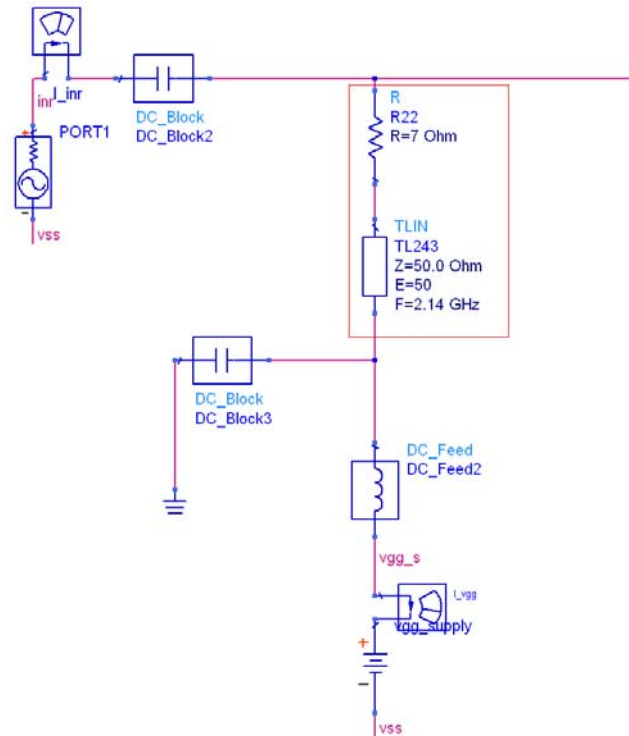 I_inr
inr
DC_Block
DC_Block2
+
PORT1
-
vss
R
R22
R=7 Ohm
TLIN
TL243
Z=50.0 Ohm
E=50
F=2.14 GHz
DC_Block
DC_Block3
DC_Feed
DC_Feed2
vgg_s
I_vgg
vgg_supply
+
-
vss